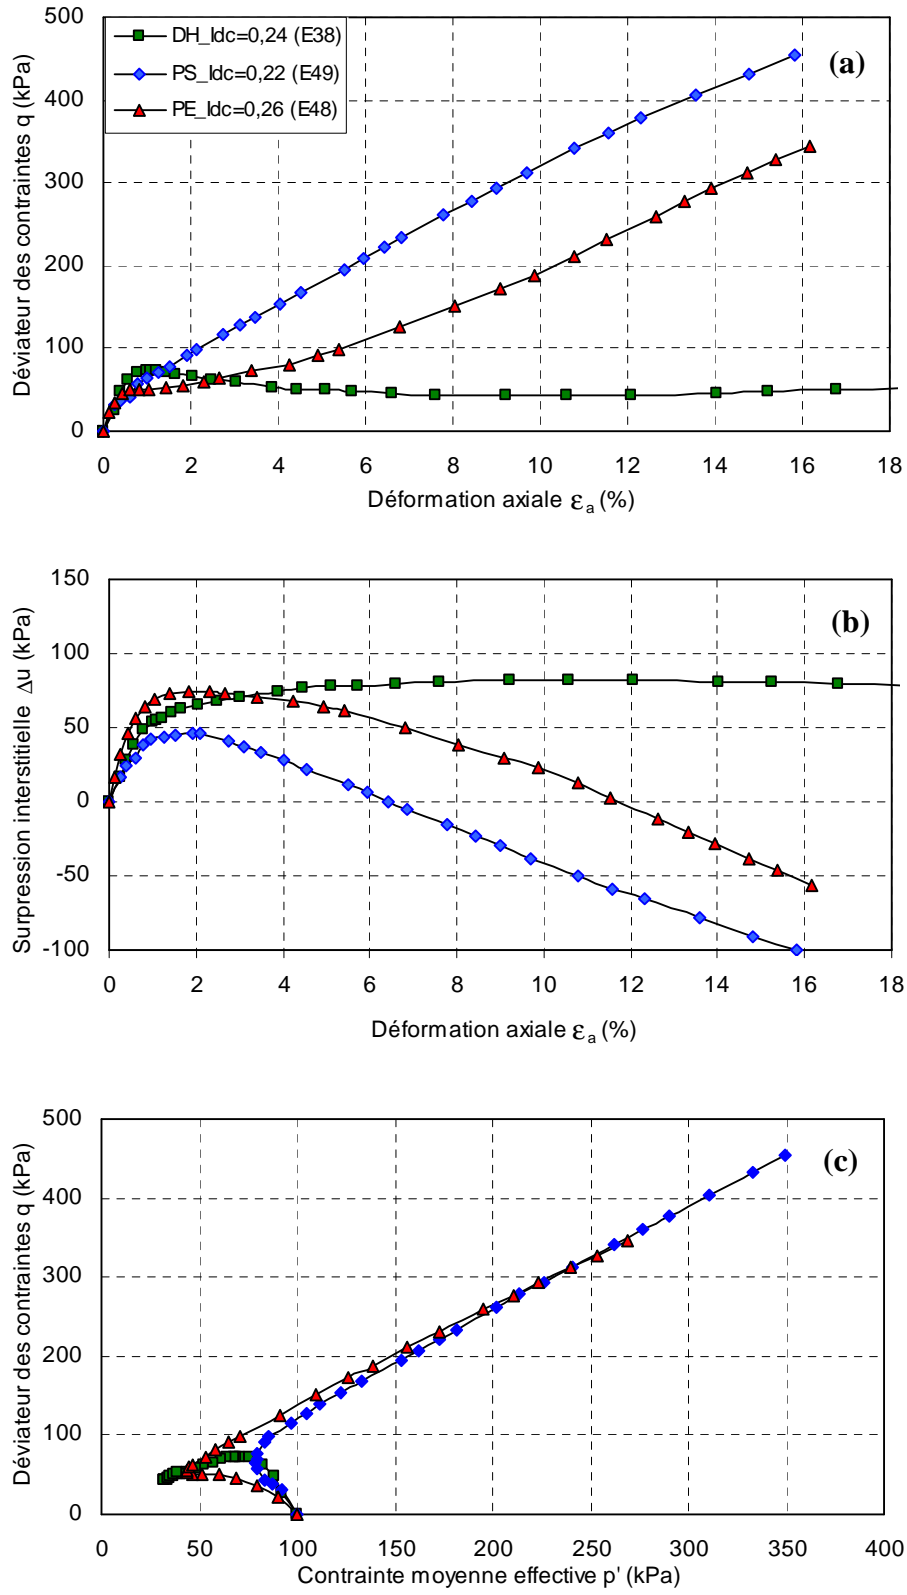 500
400
300
200
100
0
Déviateur des contraintes q (kPa)
DH_Idc=0,24 (E38)
PS_Idc=0,22 (E49)
PE_Idc=0,26 (E48)
(a)
0 2 4 6 8 10 12 14 16 18
Déformation axiale εa (%)
150
100
50
0
-50
-100
Surpression interstitielle Δu (kPa)
(b)
0 2 4 6 8 10 12 14 16 18
Déformation axiale εa (%)
500
400
300
200
100
0
Déviateur des contraintes q (kPa)
(c)
0 50 100 150 200 250 300 350 400
Contrainte moyenne effective p' (kPa)